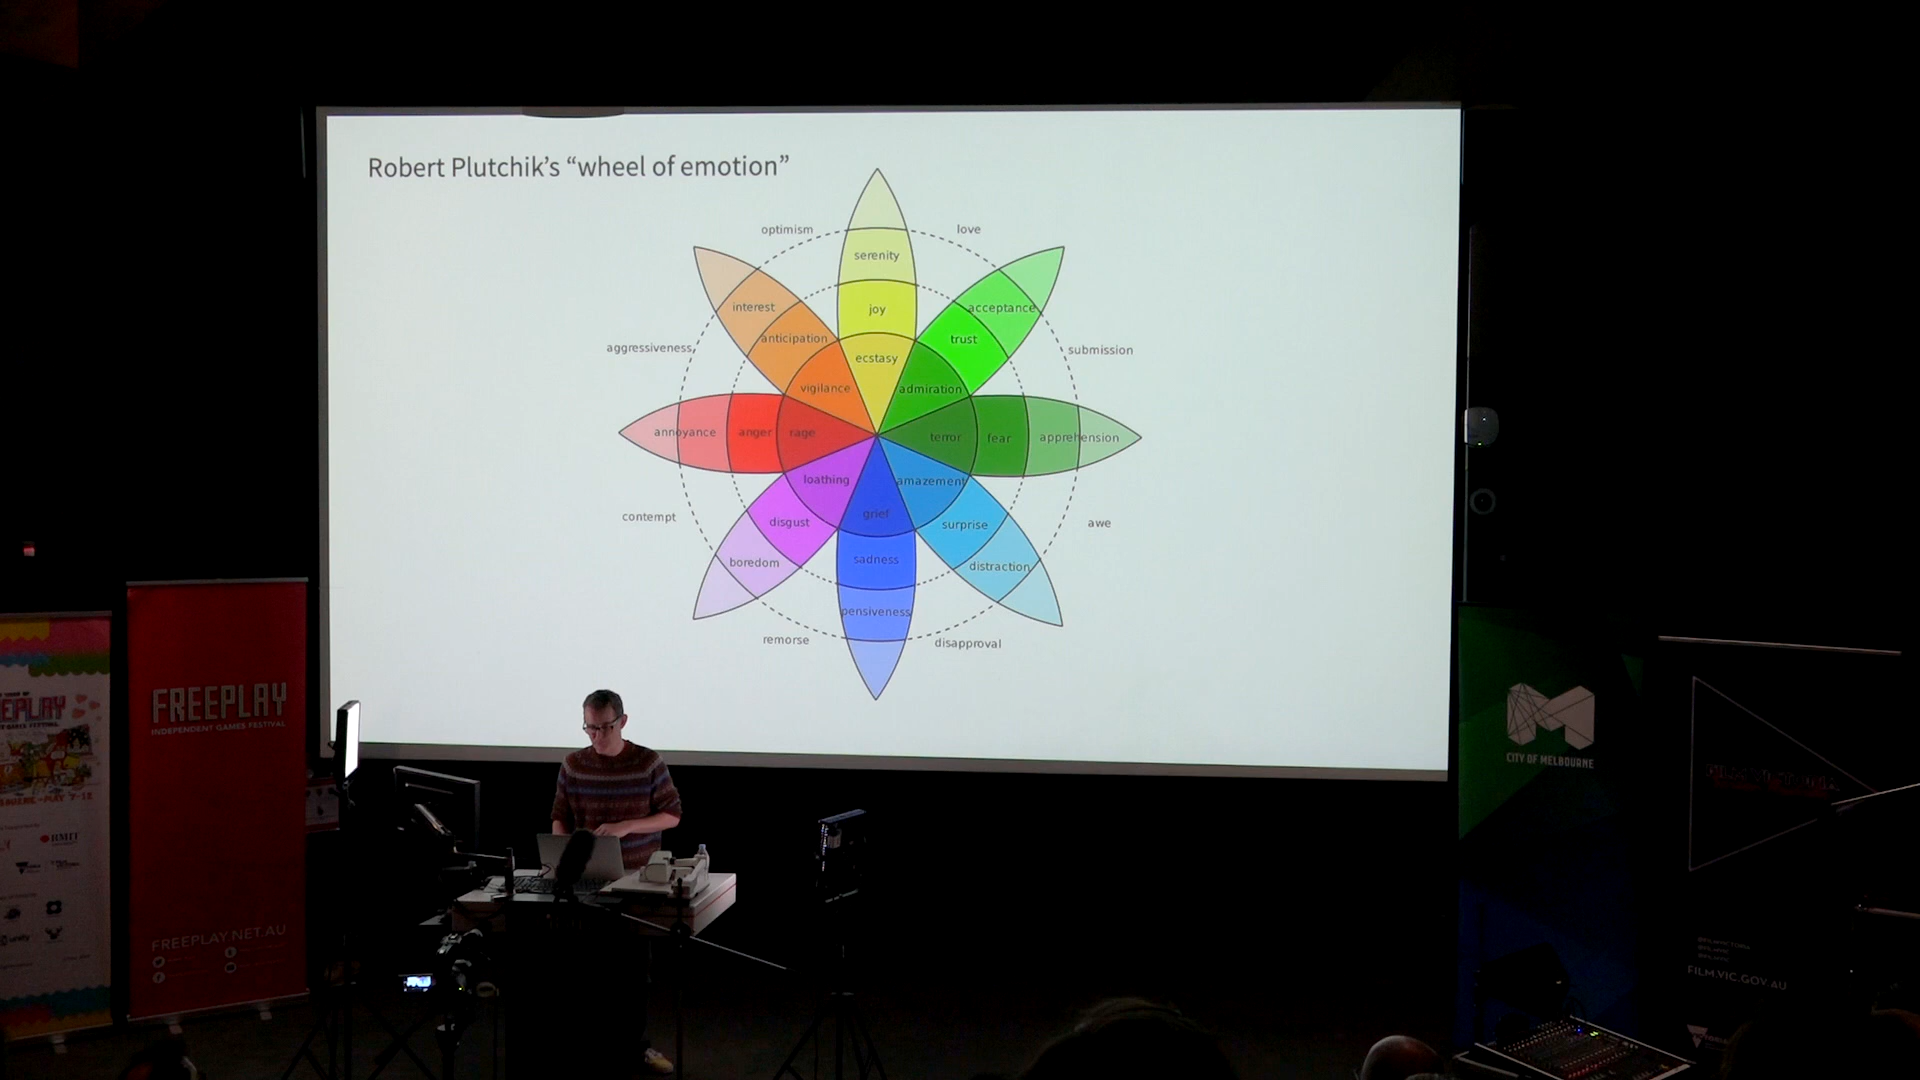 Robert Plutchik’s “wheel of emotion”
optimism
love
serenity
interest
joy
acceptance
anticipation
trust
aggressiveness
submission
ecstasy
vigilance
admiration
annoyance
anger
rage
terror
fear
apprehension
loathing
amazement
grief
contempt
disgust
surprise
awe
boredom
sadness
distraction
pensiveness
remorse
disapproval
FREEPLAY
INDEPENDENT GAMES FESTIVAL
FREEPLAY.NET.AU
RMIT
unity
CITY OF MELBOURNE
FILM.VIC.GOV.AU